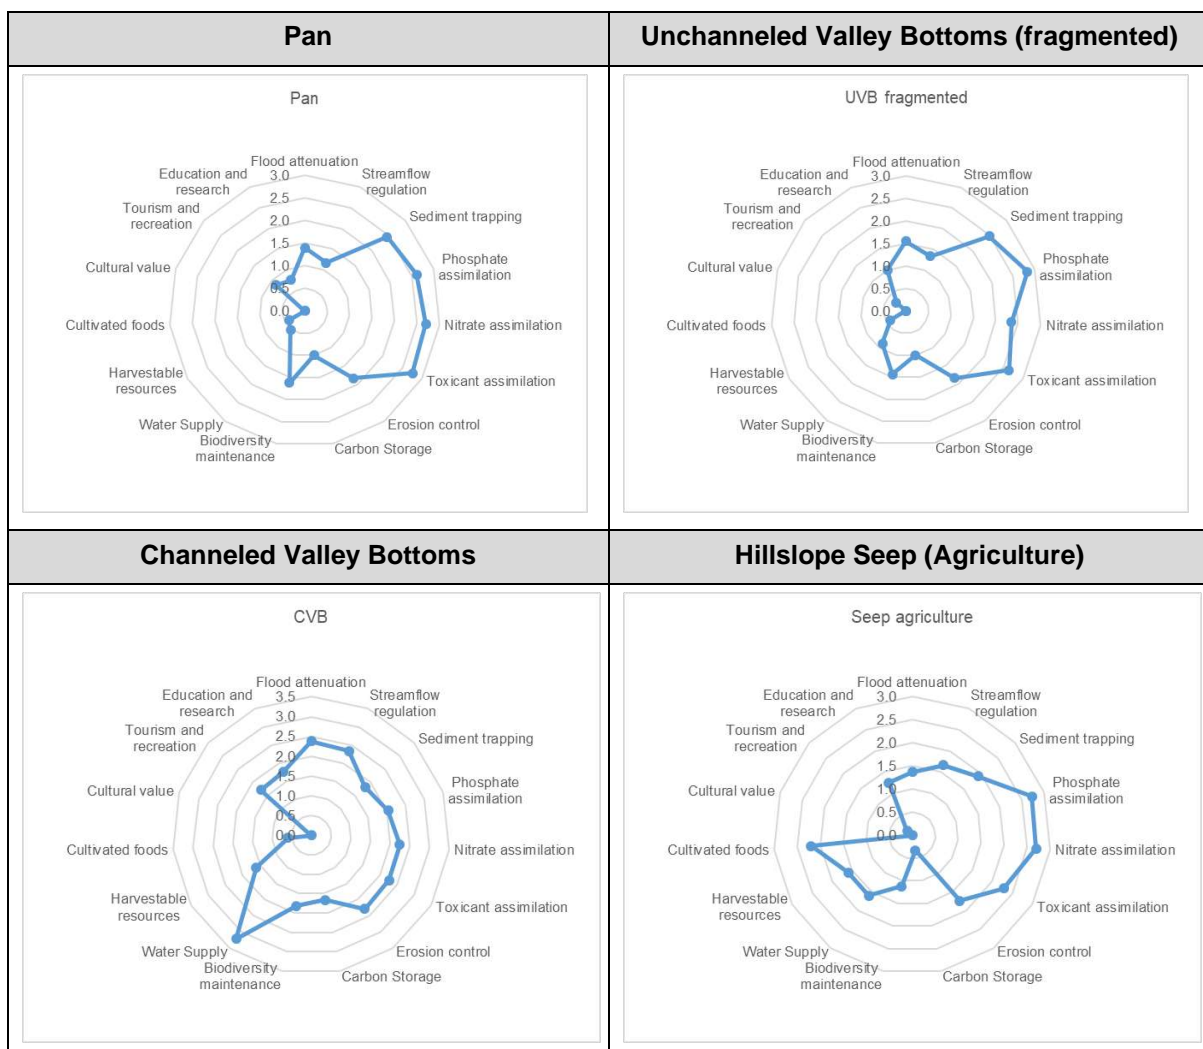 Pan
Unchanneled Valley Bottoms (fragmented)
Pan
Flood attenuation
3.0
2.5
2.0
1.5
1.0
0.5
0.0
Streamflow
regulation
Sediment trapping
Phosphate
assimilation
Nitrate assimilation
Toxicant assimilation
Erosion control
Carbon Storage
Biodiversity
maintenance
Water Supply
Harvestable
resources
Cultivated foods
Cultural value
Tourism and
recreation
Education and
research
UVB fragmented
Flood attenuation
3.0
2.5
2.0
1.5
1.0
0.5
0.0
Streamflow
regulation
Sediment trapping
Phosphate
assimilation
Nitrate assimilation
Toxicant assimilation
Erosion control
Carbon Storage
Biodiversity
maintenance
Water Supply
Harvestable
resources
Cultivated foods
Cultural value
Tourism and
recreation
Education and
research
Channeled Valley Bottoms
Hillslope Seep (Agriculture)
CVB
Flood attenuation
3.5
3.0
2.5
2.0
1.5
1.0
0.5
0.0
Streamflow
regulation
Sediment trapping
Phosphate
assimilation
Nitrate assimilation
Toxicant assimilation
Erosion control
Carbon Storage
Biodiversity
maintenance
Water Supply
Harvestable
resources
Cultivated foods
Cultural value
Tourism and
recreation
Education and
research
Seep agriculture
Flood attenuation
3.0
2.5
2.0
1.5
1.0
0.5
0.0
Streamflow
regulation
Sediment trapping
Phosphate
assimilation
Nitrate assimilation
Toxicant assimilation
Erosion control
Carbon Storage
Biodiversity
maintenance
Water Supply
Harvestable
resources
Cultivated foods
Cultural value
Tourism and
recreation
Education and
research